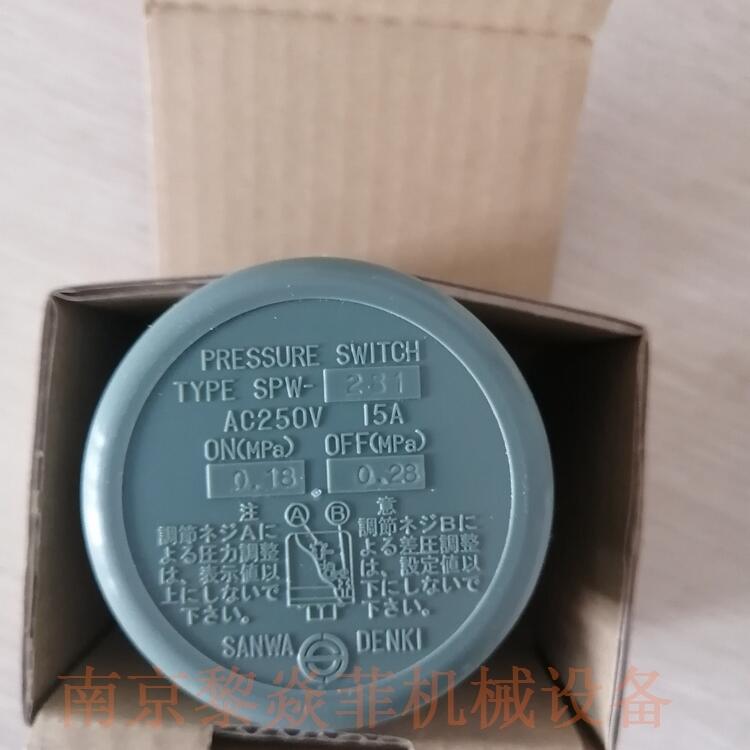 PRESSURE SWITCH
TYPE SPW- 281
AC250V 15A
ON(MPa) OFF(MPa)
0.18 0.28
注 Ⓐ Ⓑ 意
調節ネジAに
よる圧力調整
は、表示値以
上にしないで
下さい。
調節ネジBに
よる差圧調整
は、設定値以
下にしないで
下さい。
SANWA DENKI
南京黎焱菲机械设备